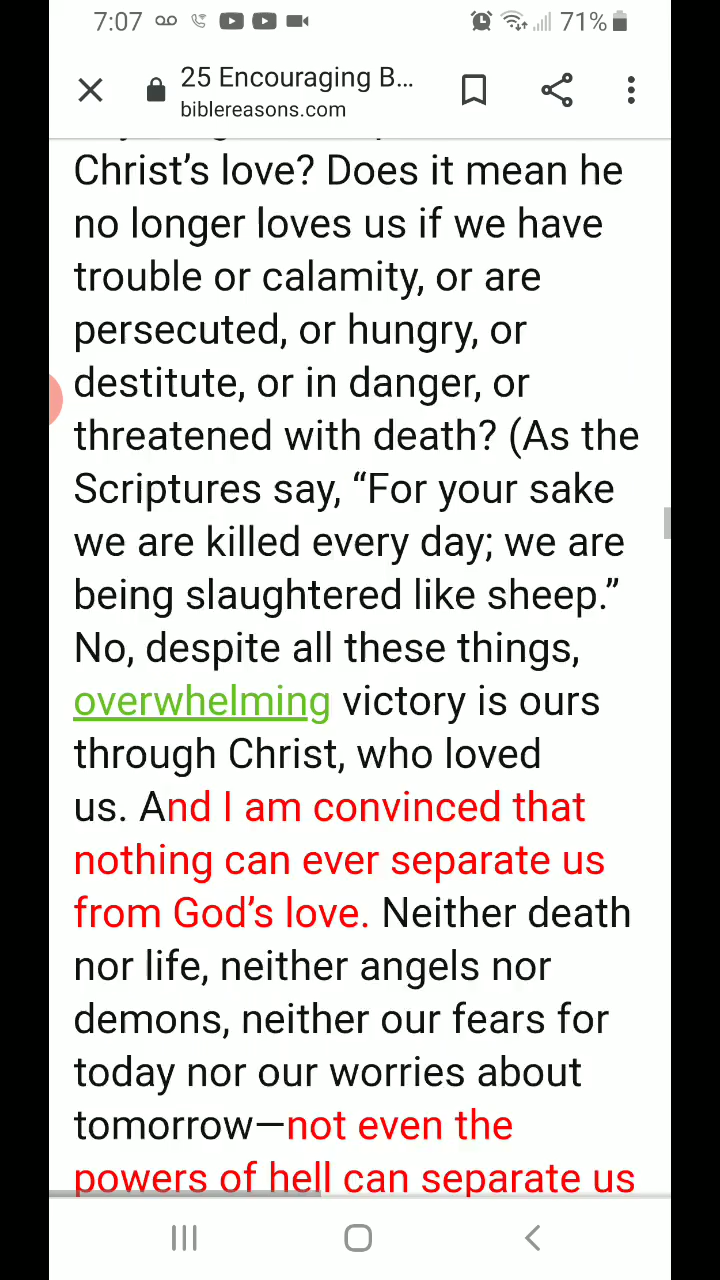 7:07 71%
25 Encouraging B...
biblereasons.com
Christ’s love? Does it mean he
no longer loves us if we have
trouble or calamity, or are
persecuted, or hungry, or
destitute, or in danger, or
threatened with death? (As the
Scriptures say, “For your sake
we are killed every day; we are
being slaughtered like sheep.”
No, despite all these things,
overwhelming victory is ours
through Christ, who loved
us. And I am convinced that
nothing can ever separate us
from God’s love. Neither death
nor life, neither angels nor
demons, neither our fears for
today nor our worries about
tomorrow—not even the
powers of hell can separate us